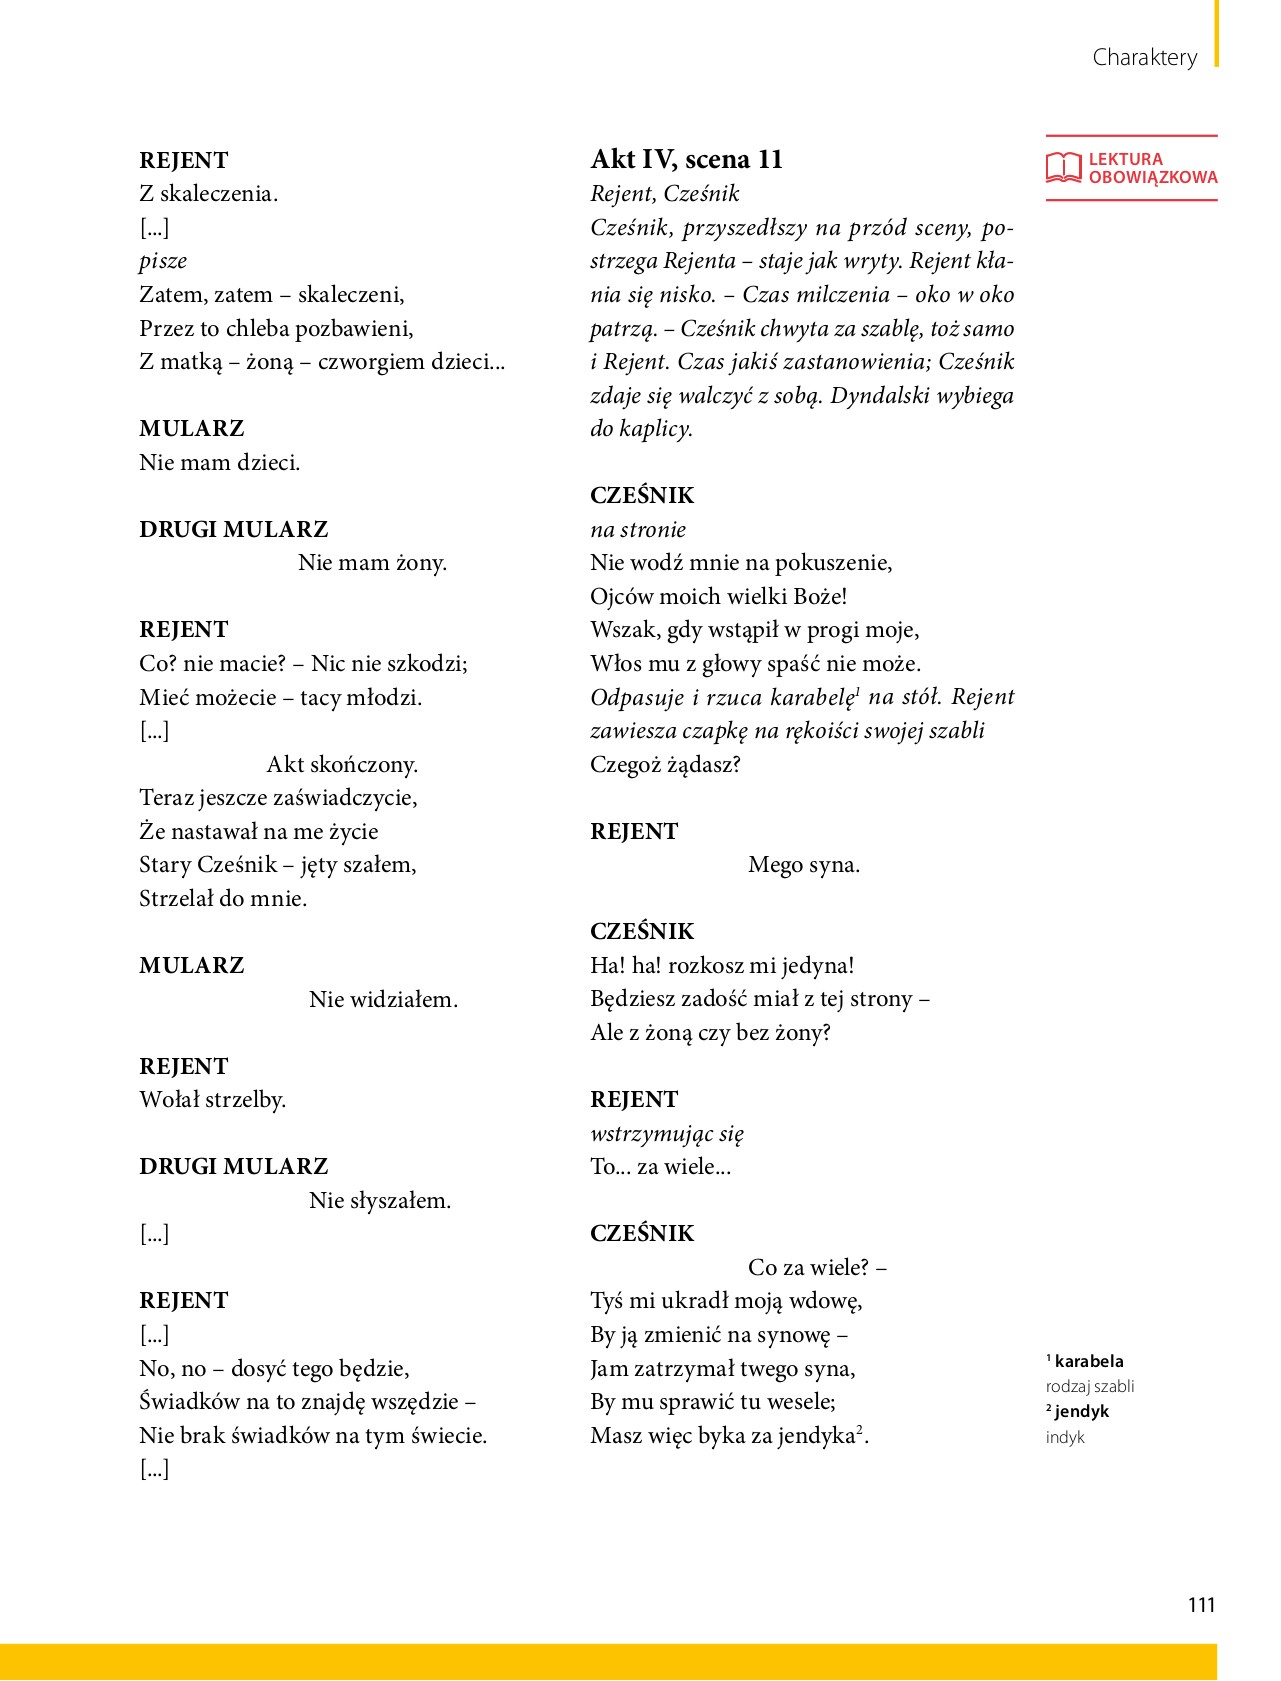 Charaktery
REJENT
Z skaleczenia.
[...]
pisze
Zatem, zatem – skaleczeni,
Przez to chleba pozbawieni,
Z matką – żoną – czworgiem dzieci...
MULARZ
Nie mam dzieci.
DRUGI MULARZ
Nie mam żony.
REJENT
Co? nie macie? – Nic nie szkodzi;
Mieć możecie – tacy młodzi.
[...]
Akt skończony.
Teraz jeszcze zaświadczycie,
Że nastawał na me życie
Stary Cześnik – jęty szałem,
Strzelał do mnie.
MULARZ
Nie widziałem.
REJENT
Wołał strzelby.
DRUGI MULARZ
Nie słyszałem.
[...]
REJENT
[...]
No, no – dosyć tego będzie,
Świadków na to znajdę wszędzie –
Nie brak świadków na tym świecie.
[...]
Akt IV, scena 11
Rejent, Cześnik
Cześnik, przyszedłszy na przód sceny, po-
strzega Rejenta – staje jak wryty. Rejent kła-
nia się nisko. – Czas milczenia – oko w oko
patrzą. – Cześnik chwyta za szablę, toż samo
i Rejent. Czas jakiś zastanowienia; Cześnik
zdaje się walczyć z sobą. Dyndalski wybiega
do kaplicy.
CZEŚNIK
na stronie
Nie wodź mnie na pokuszenie,
Ojców moich wielki Boże!
Wszak, gdy wstąpił w progi moje,
Włos mu z głowy spaść nie może.
Odpasuje i rzuca karabelę¹ na stół. Rejent
zawiesza czapkę na rękoiści swojej szabli
Czegoż żądasz?
REJENT
Mego syna.
CZEŚNIK
Ha! ha! rozkosz mi jedyna!
Będziesz zadość miał z tej strony –
Ale z żoną czy bez żony?
REJENT
wstrzymując się
To... za wiele...
CZEŚNIK
Co za wiele? –
Tyś mi ukradł moją wdowę,
By ją zmienić na synowę –
Jam zatrzymał twego syna,
By mu sprawić tu wesele;
Masz więc byka za jendyka².
LEKTURA
OBOWIĄZKOWA
¹ karabela
rodzaj szabli
² jendyk
indyk
111